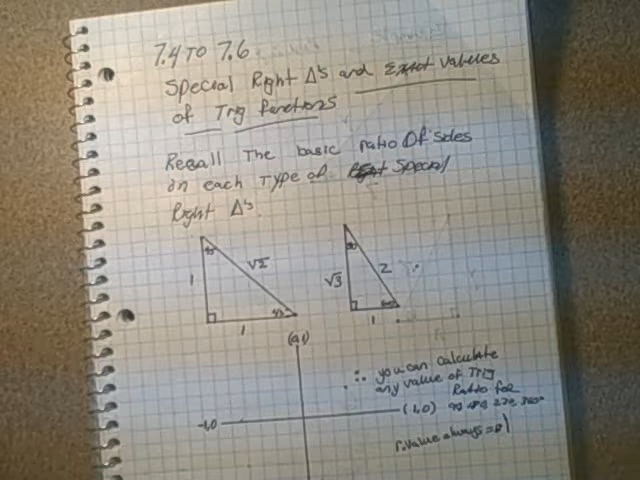 7.4 TO 7.6
Special Right Δ's and Exact values
of Trig functions
Recall The basic ratio Of sides
in each Type of Special
Right Δ's.
45 √2 30
1 √3 2
45 60
1 1
(0,1)
∴ you can Calculate
any value of Trig
Ratio for
-1,0 (1,0) 270 360°
r.value always =